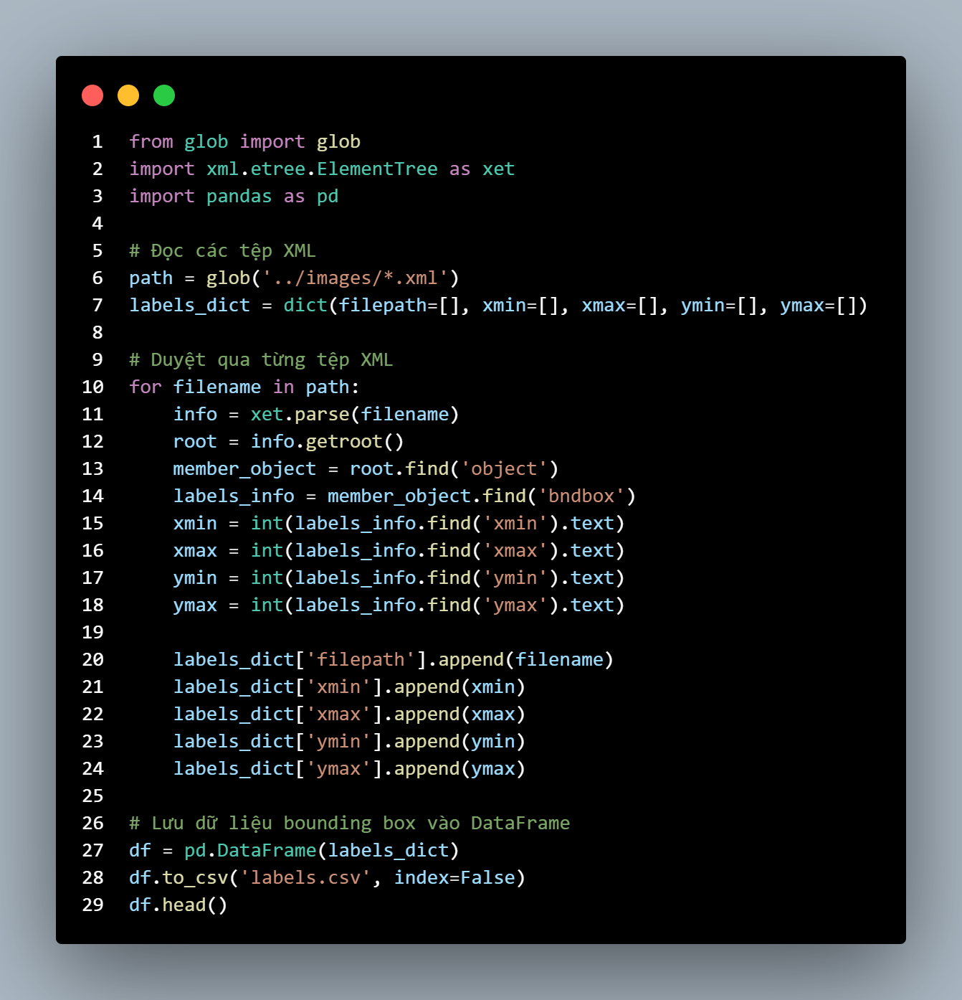 1 from glob import glob
2 import xml.etree.ElementTree as xet
3 import pandas as pd
4
5 # Đọc các tệp XML
6 path = glob('../images/*.xml')
7 labels_dict = dict(filepath=[], xmin=[], xmax=[], ymin=[], ymax=[])
8
9 # Duyệt qua từng tệp XML
10 for filename in path:
11     info = xet.parse(filename)
12     root = info.getroot()
13     member_object = root.find('object')
14     labels_info = member_object.find('bndbox')
15     xmin = int(labels_info.find('xmin').text)
16     xmax = int(labels_info.find('xmax').text)
17     ymin = int(labels_info.find('ymin').text)
18     ymax = int(labels_info.find('ymax').text)
19
20     labels_dict['filepath'].append(filename)
21     labels_dict['xmin'].append(xmin)
22     labels_dict['xmax'].append(xmax)
23     labels_dict['ymin'].append(ymin)
24     labels_dict['ymax'].append(ymax)
25
26 # Lưu dữ liệu bounding box vào DataFrame
27 df = pd.DataFrame(labels_dict)
28 df.to_csv('labels.csv', index=False)
29 df.head()